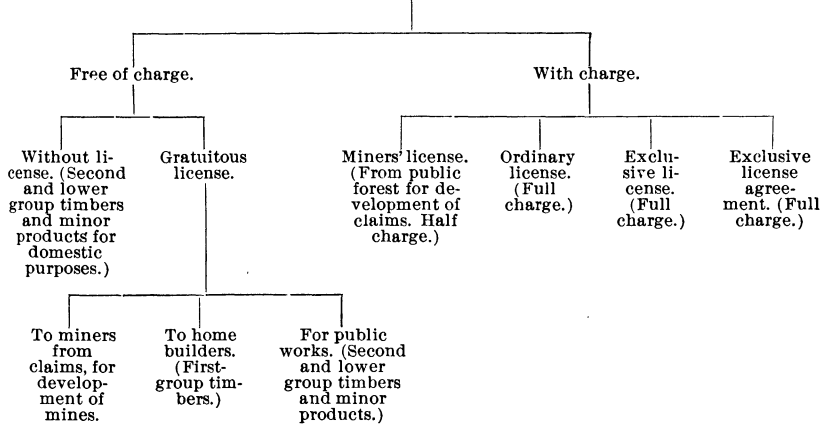 Free of charge.
With charge.
Without li-
cense. (Second
and lower
group timbers
and minor
products for
domestic
purposes.)
Gratuitous
license.
Miners' license.
(From public
forest for de-
velopment of
claims. Half
charge.)
Ordinary
license.
(Full
charge.)
Exclu-
sive li-
cense.
(Full
charge.)
Exclusive
license
agree-
ment. (Full
charge.)
To miners
from
claims, for
develop-
ment of
mines.
To home
builders.
(First-
group tim-
bers.)
For public
works. (Second
and lower
group timbers
and minor
products.)